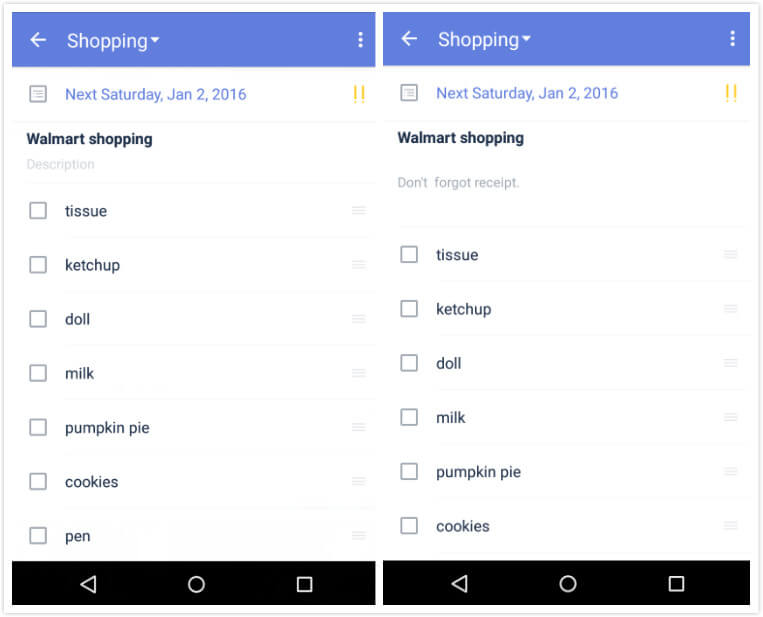 Shopping
Next Saturday, Jan 2, 2016
!!
Walmart shopping
Description
tissue
ketchup
doll
milk
pumpkin pie
cookies
pen
Shopping
Next Saturday, Jan 2, 2016
!!
Walmart shopping
Don't forgot receipt.
tissue
ketchup
doll
milk
pumpkin pie
cookies